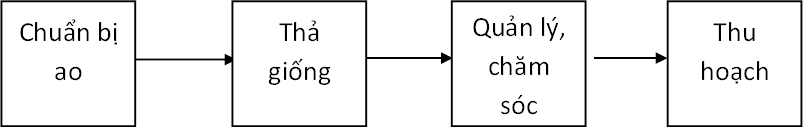 Chuẩn bị
ao
Thả
giống
Quản lý,
chăm
sóc
Thu
hoạch